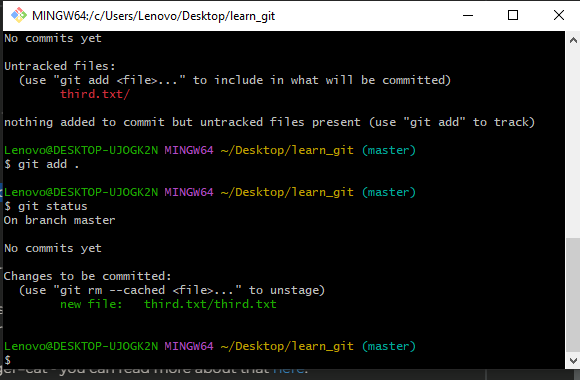 MINGW64:/c/Users/Lenovo/Desktop/learn_git
No commits yet
Untracked files:
(use "git add <file>..." to include in what will be committed)
third.txt/
nothing added to commit but untracked files present (use "git add" to track)
Lenovo@DESKTOP-UJOGK2N MINGW64 ~/Desktop/learn_git (master)
$ git add .
Lenovo@DESKTOP-UJOGK2N MINGW64 ~/Desktop/learn_git (master)
$ git status
On branch master
No commits yet
Changes to be committed:
(use "git rm --cached <file>..." to unstage)
new file:   third.txt/third.txt
Lenovo@DESKTOP-UJOGK2N MINGW64 ~/Desktop/learn_git (master)
$
you can read more about that here.